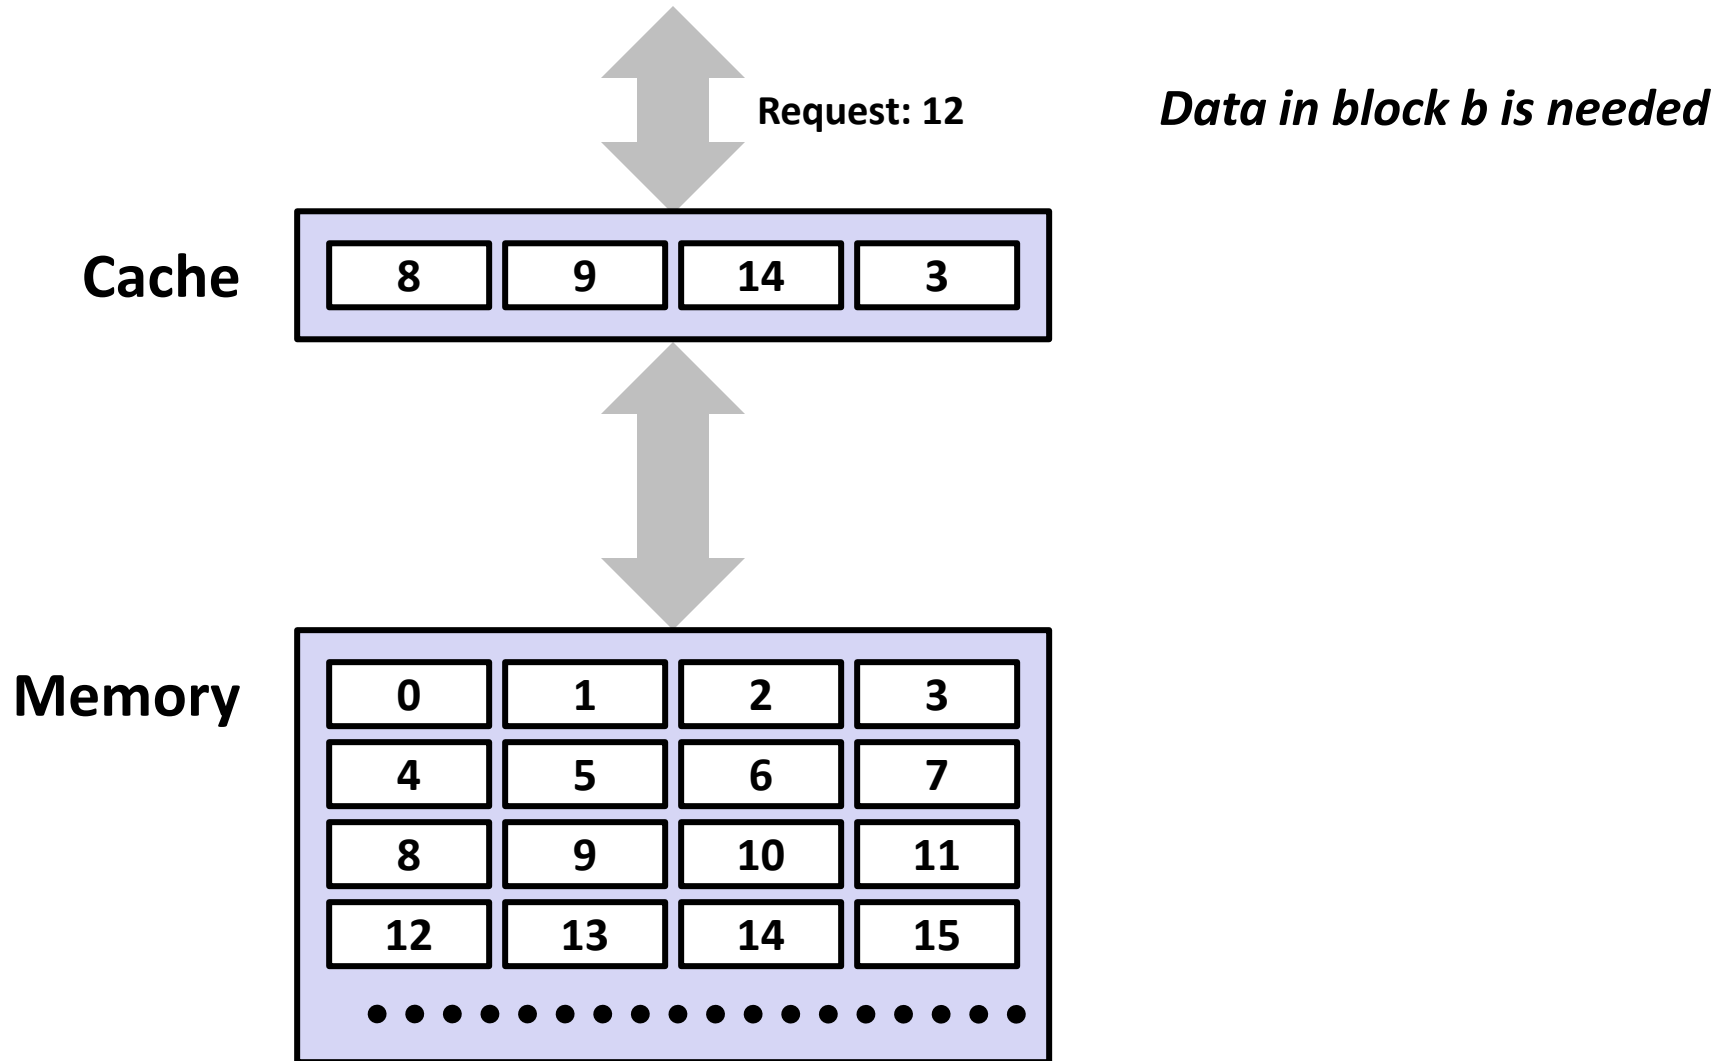 Request: 12
Data in block b is needed
Cache
8 9 14 3
Memory
0 1 2 3
4 5 6 7
8 9 10 11
12 13 14 15